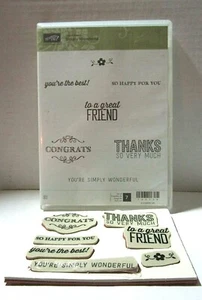 you're the best!
SO HAPPY FOR YOU
to a great
FRIEND
CONGRATS
THANKS
SO VERY MUCH
YOU'RE SIMPLY WONDERFUL
CONGRATS
THANKS
SO VERY MUCH
SO HAPPY FOR YOU
to a great
FRIEND
you're the best!
YOU'RE SIMPLY WONDERFUL